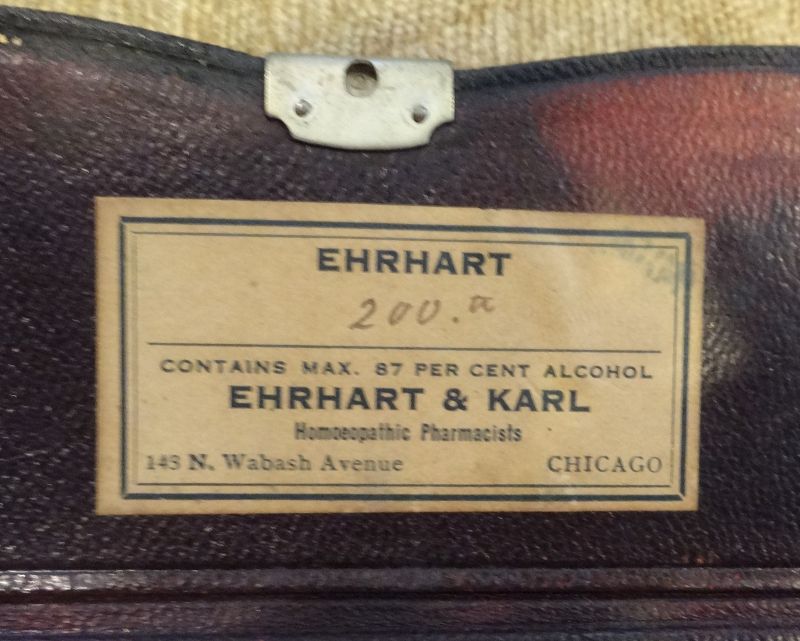 EHRHART
200.
CONTAINS MAX. 87 PER CENT ALCOHOL
EHRHART & KARL
Homoeopathic Pharmacists
143 N. Wabash Avenue CHICAGO